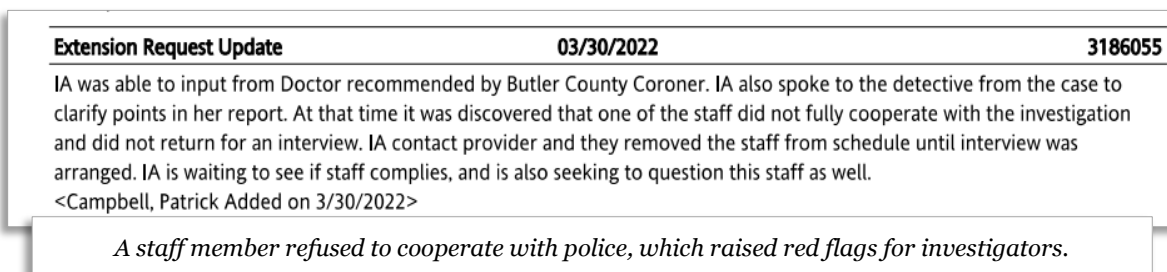 Extension Request Update 03/30/2022 3186055
IA was able to input from Doctor recommended by Butler County Coroner. IA also spoke to the detective from the case to
clarify points in her report. At that time it was discovered that one of the staff did not fully cooperate with the investigation
and did not return for an interview. IA contact provider and they removed the staff from schedule until interview was
arranged. IA is waiting to see if staff complies, and is also seeking to question this staff as well.
<Campbell, Patrick Added on 3/30/2022>
A staff member refused to cooperate with police, which raised red flags for investigators.